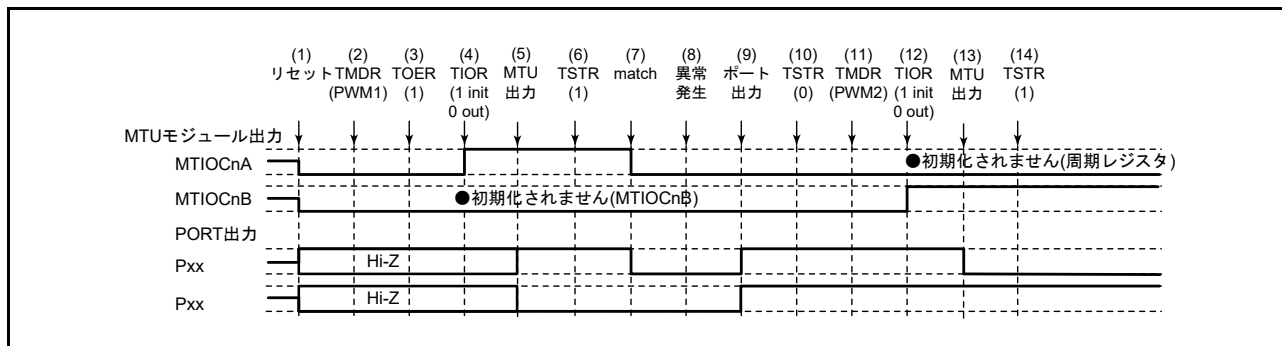 (1) (2) (3) (4) (5) (6) (7) (8) (9) (10) (11) (12) (13) (14)
リセット TMDR TOER TIOR MTU TSTR match 異常 ポート TSTR TMDR TIOR MTU TSTR
(PWM1) (1) (1 init 出力 (1) 発生 出力 (0) (PWM2) (1 init 出力 (1)
0 out) 0 out)
MTUモジュール出力
MTIOCnA ●初期化されません(周期レジスタ)
MTIOCnB ●初期化されません(MTIOCnB)
PORT出力
Pxx Hi-Z
Pxx Hi-Z